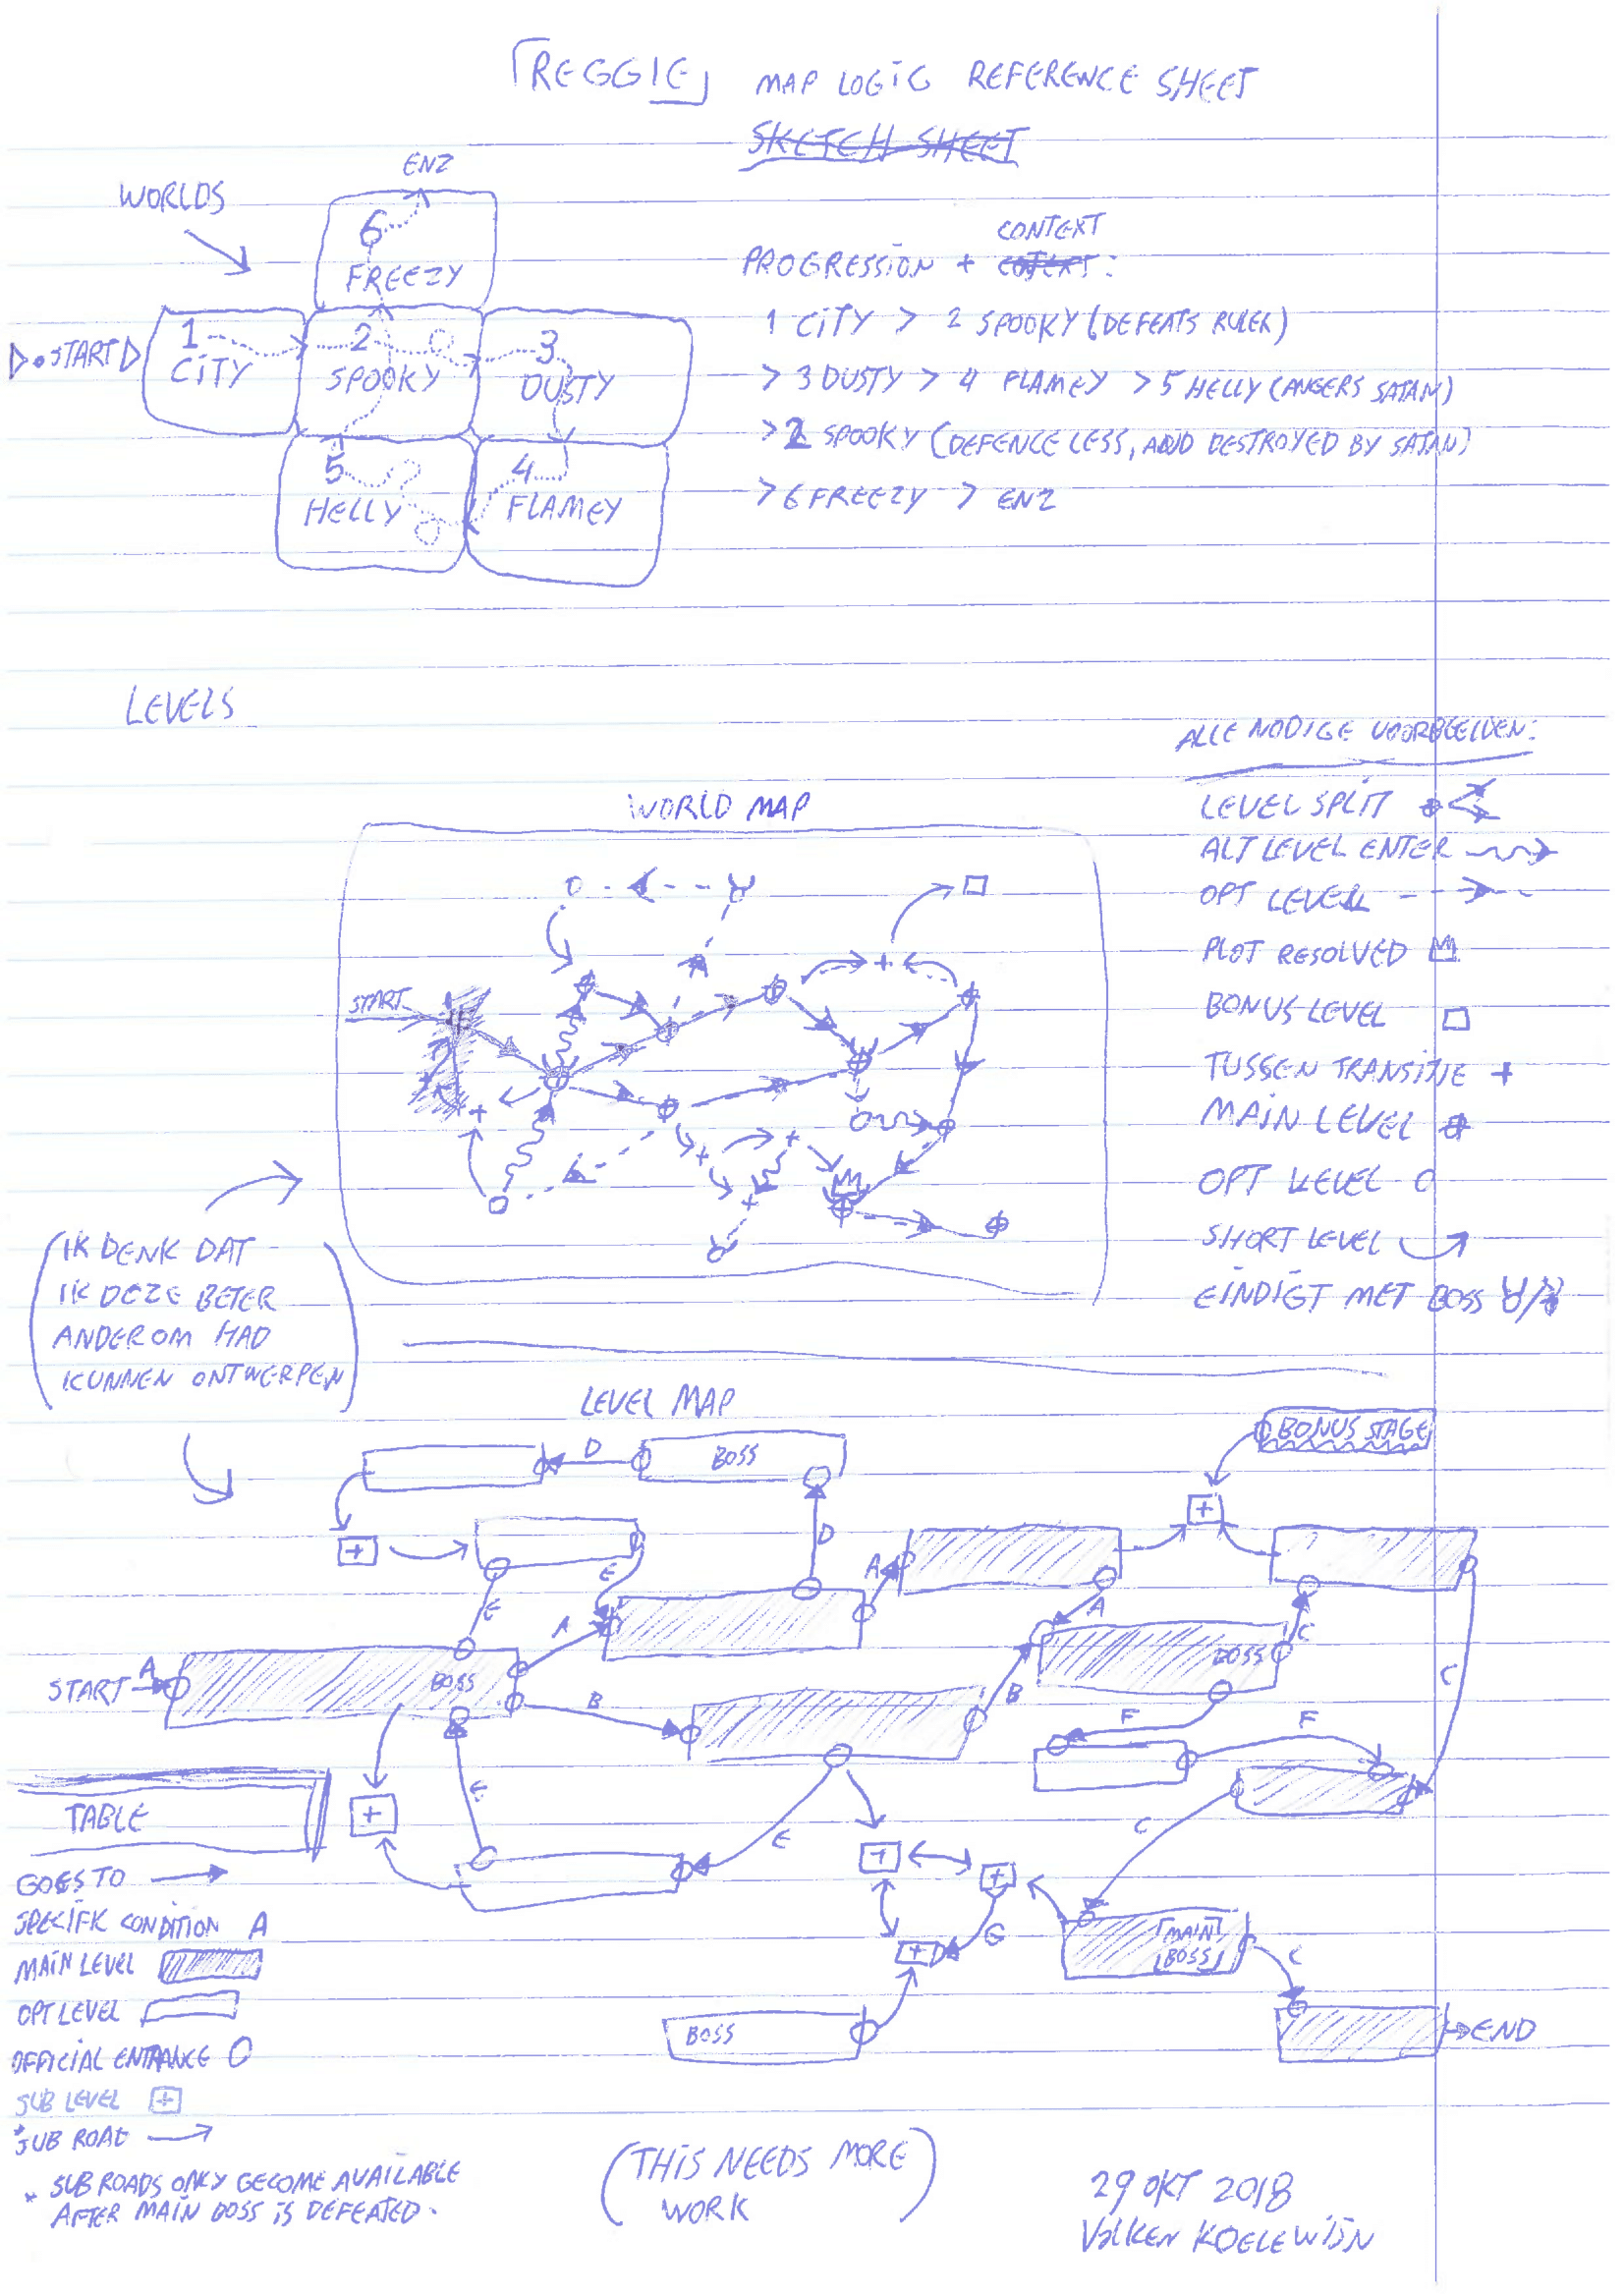 「REGGIE」 MAP LOGIC REFERENCE SHEET
SKETCH SHEET
WORLDS
ENZ
6
FREEZY
START
1
CITY
2
SPOOKY
3
DUSTY
5
HELLY
4
FLAMEY
CONTEXT
PROGRESSION + COTEXT:
1 CITY > 2 SPOOKY (DEFEATS RULER)
> 3 DUSTY > 4 FLAMEY > 5 HELLY (ANGERS SATAN)
> 2 SPOOKY (DEFENCE LESS, AND DESTROYED BY SATAN)
> 6 FREEZY > ENZ
LEVELS
WORLD MAP
START
ALLE NODIGE VOORBEELDEN:
LEVEL SPLIT
ALT LEVEL ENTER
OPT LEVEL
PLOT RESOLVED
BONUS LEVEL
TUSSEN TRANSITIE +
MAIN LEVEL
OPT LEVEL O
SHORT LEVEL
EINDIGT MET BOSS
(IK DENK DAT
IK DEZE BETER
ANDEROM HAD
KUNNEN ONTWERPEN)
LEVEL MAP
BONUS STAGE
D
BOSS
+
+
E
D
A
E
A
A
C
START
A
BOSS
BOSS
C
B
B
F
F
E
+
E
C
+
+
+
G
「MAIN
BOSS」
C
BOSS
END
TABLE
GOES TO
SPECIFIK CONDITION A
MAIN LEVEL
OPT LEVEL
OFFICIAL ENTRANCE O
SUB LEVEL +
*SUB ROAD
* SUB ROADS ONLY BECOME AVAILABLE
AFTER MAIN BOSS IS DEFEATED.
(THIS NEEDS MORE
WORK)
29 OKT 2018
VOLKEN KOELEWIJN